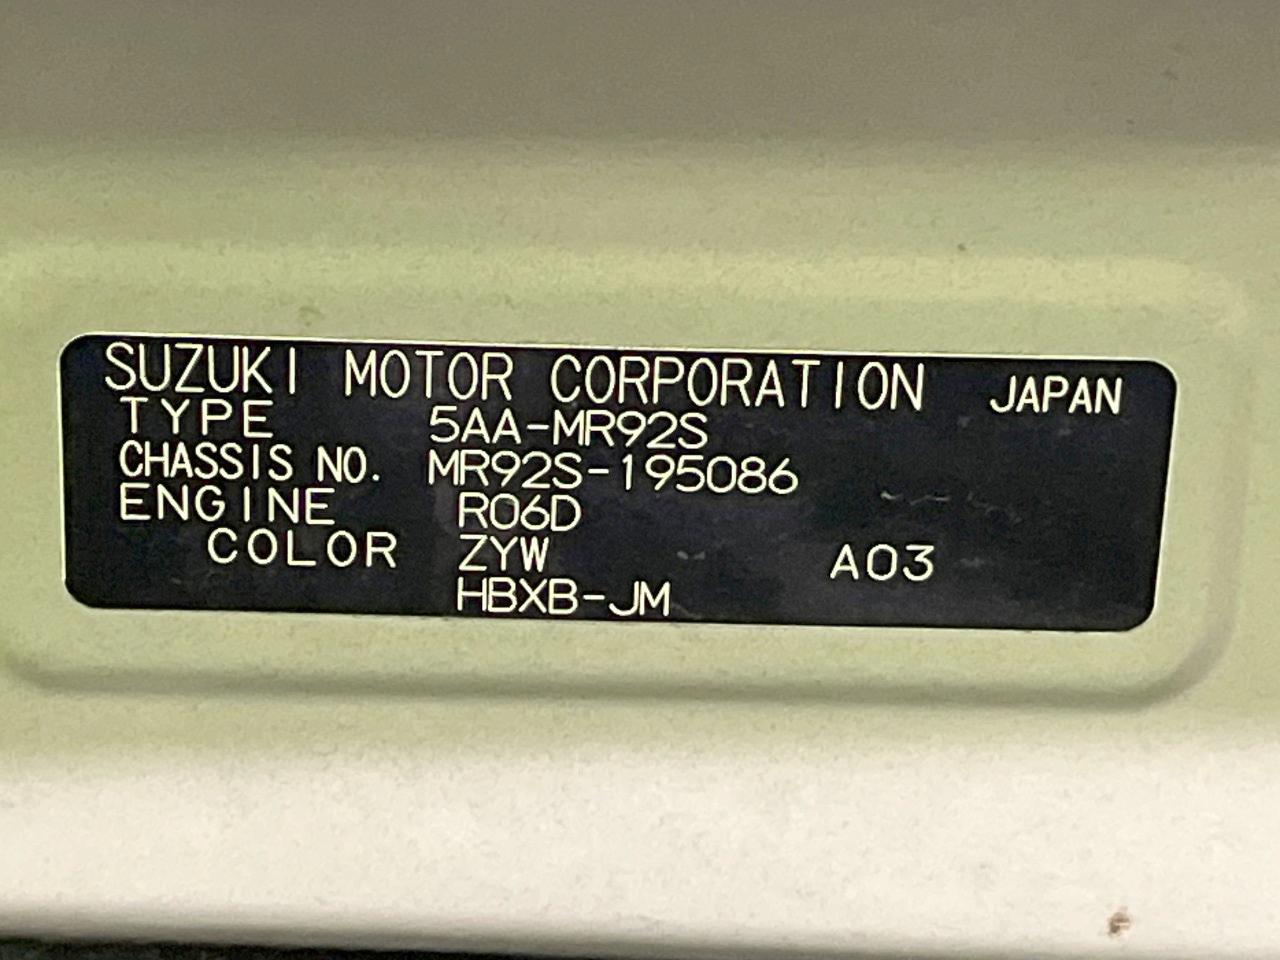 SUZUKI MOTOR CORPORATION JAPAN
TYPE 5AA-MR92S
CHASSIS NO. MR92S-195086
ENGINE R06D
COLOR ZYW A03
HBXB-JM